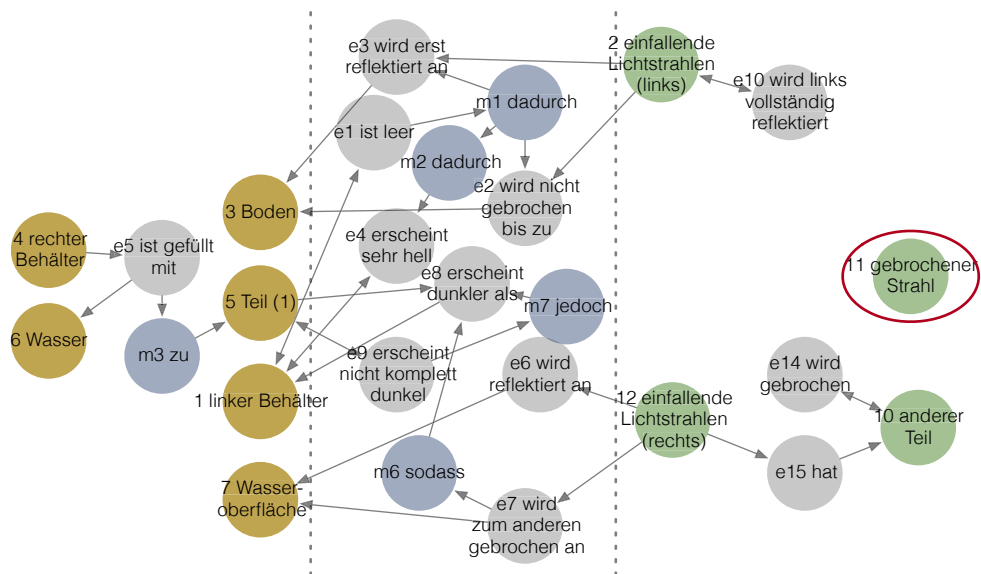 e3 wird erst
reflektiert an
2 einfallende
Lichtstrahlen
(links)
e10 wird links
vollständig
reflektiert
m1 dadurch
e1 ist leer
m2 dadurch
e2 wird nicht
gebrochen
bis zu
3 Boden
4 rechter
Behälter
e5 ist gefüllt
mit
e4 erscheint
sehr hell
e8 erscheint
dunkler als
11 gebrochener
Strahl
5 Teil (1)
m7 jedoch
6 Wasser
m3 zu
e9 erscheint
nicht komplett
dunkel
e6 wird
reflektiert an
e14 wird
gebrochen
1 linker Behälter
12 einfallende
Lichtstrahlen
(rechts)
10 anderer
Teil
m6 sodass
e15 hat
7 Wasser-
oberfläche
e7 wird
zum anderen
gebrochen an